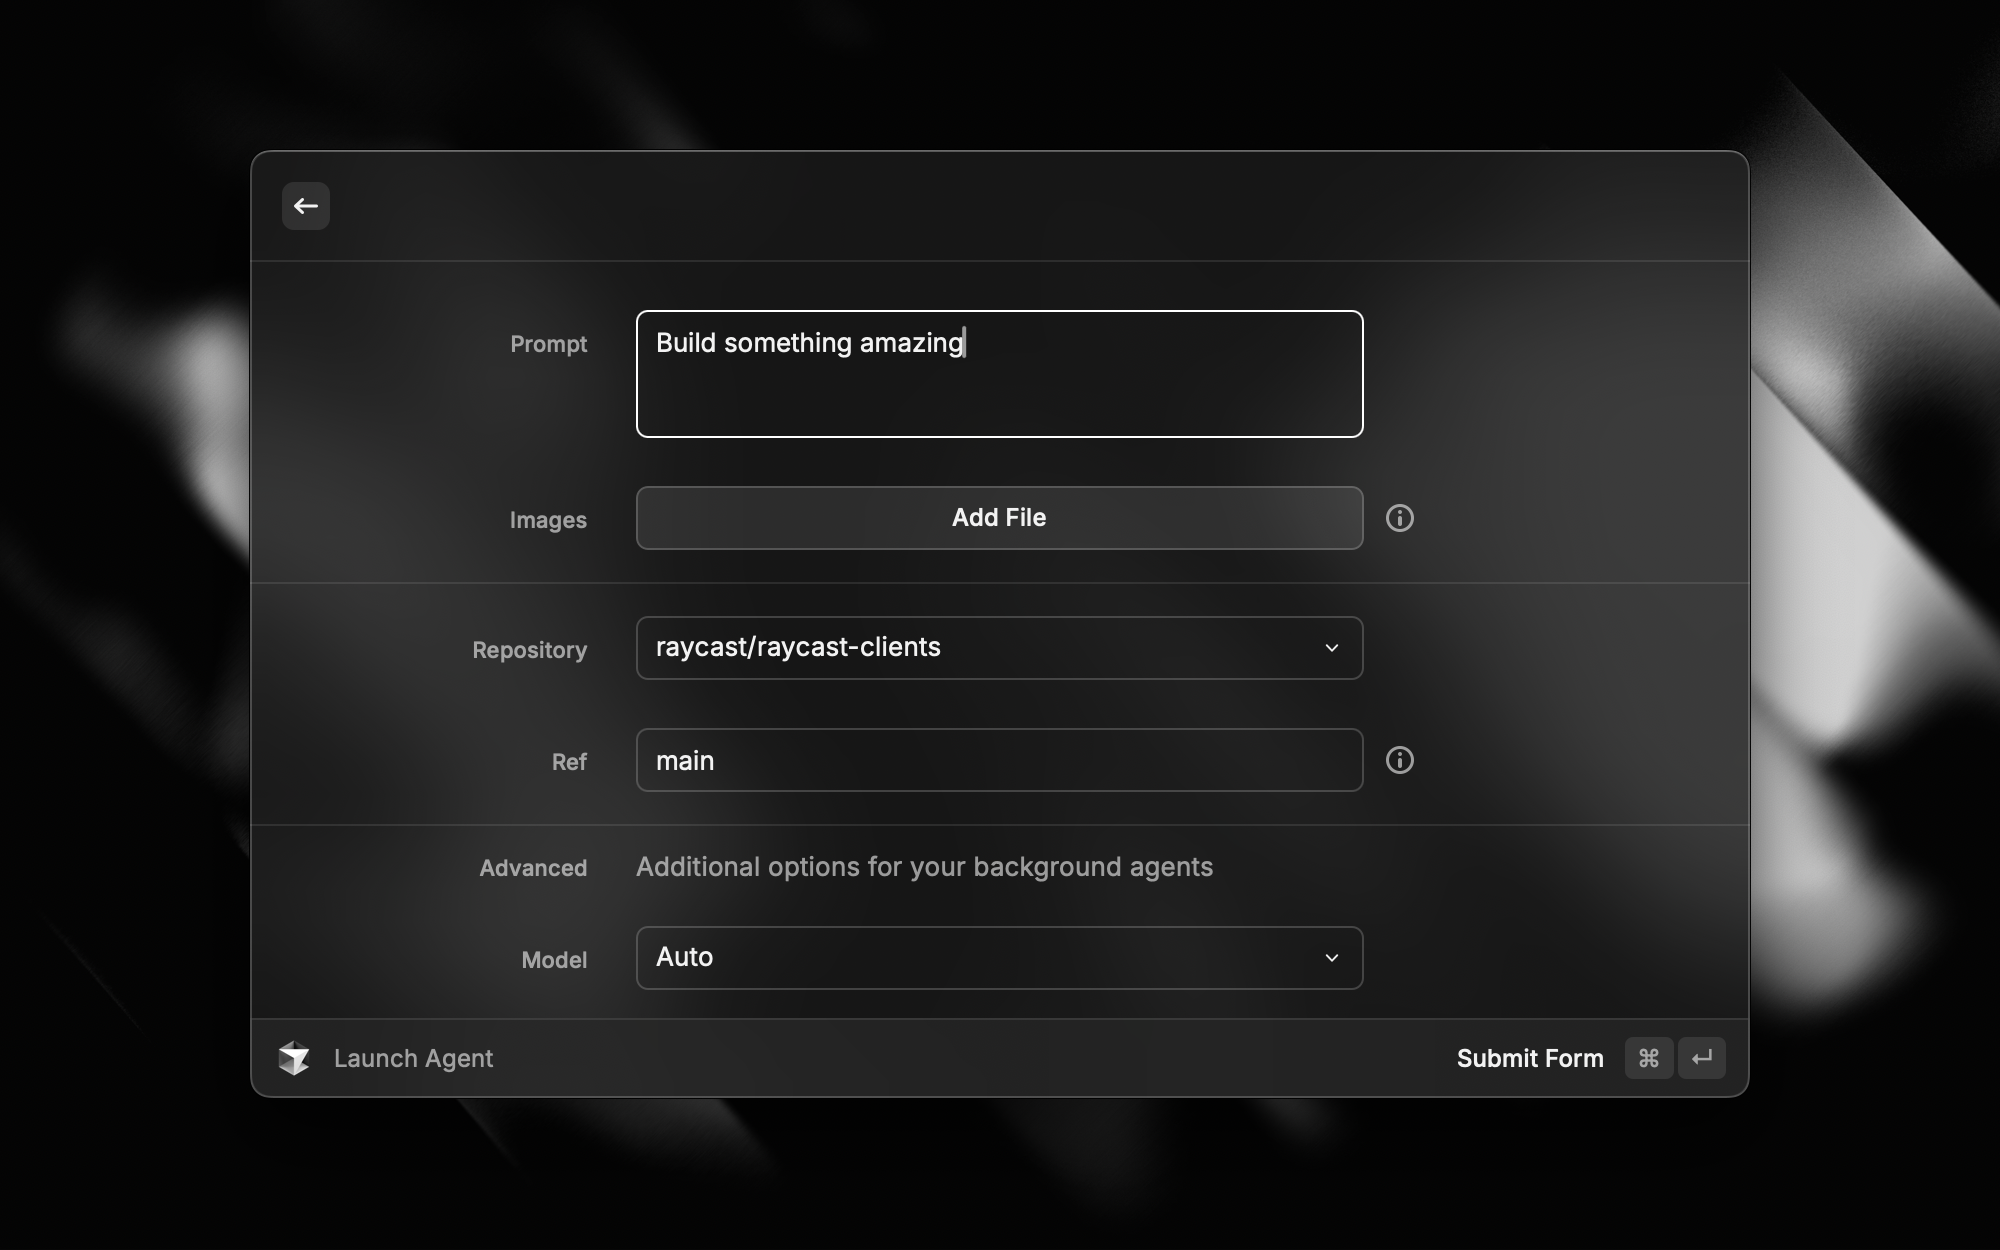 Prompt
Build something amazing
Images
Add File
Repository
raycast/raycast-clients
Ref
main
Advanced
Additional options for your background agents
Model
Auto
Launch Agent
Submit Form ⌘ ↵